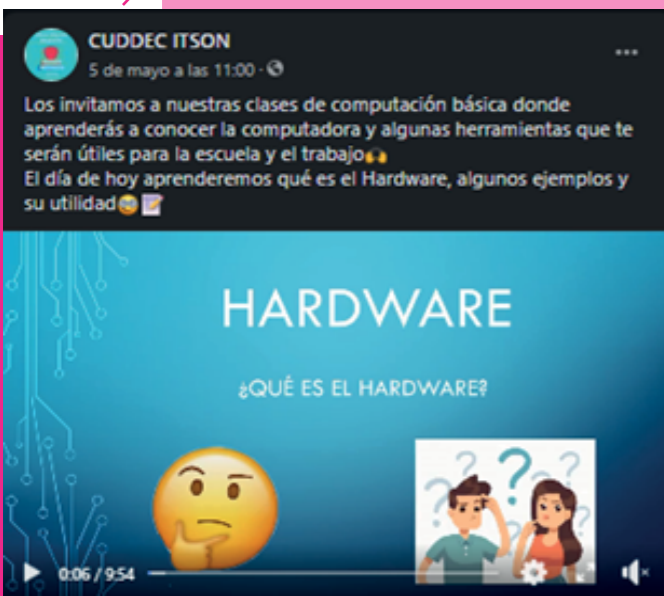 CUDDEC ITSON
5 de mayo a las 11:00 ·
Los invitamos a nuestras clases de computación básica donde
aprenderás a conocer la computadora y algunas herramientas que te
serán útiles para la escuela y el trabajo
El día de hoy aprenderemos qué es el Hardware, algunos ejemplos y
su utilidad
HARDWARE
¿QUÉ ES EL HARDWARE?
0:06 / 9:54